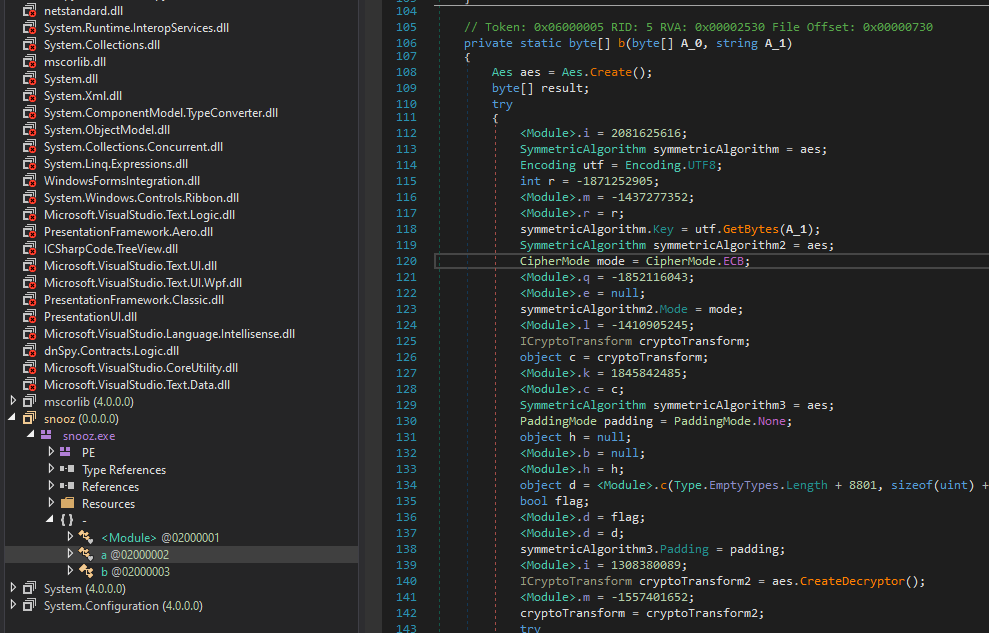 netstandard.dll
System.Runtime.InteropServices.dll
System.Collections.dll
mscorlib.dll
System.dll
System.Xml.dll
System.ComponentModel.TypeConverter.dll
System.ObjectModel.dll
System.Collections.Concurrent.dll
System.Linq.Expressions.dll
WindowsFormsIntegration.dll
System.Windows.Controls.Ribbon.dll
Microsoft.VisualStudio.Text.Logic.dll
PresentationFramework.Aero.dll
ICSharpCode.TreeView.dll
Microsoft.VisualStudio.Text.UI.dll
Microsoft.VisualStudio.Text.UI.Wpf.dll
PresentationFramework.Classic.dll
PresentationUI.dll
Microsoft.VisualStudio.Language.Intellisense.dll
dnSpy.Contracts.Logic.dll
Microsoft.VisualStudio.CoreUtility.dll
Microsoft.VisualStudio.Text.Data.dll
mscorlib (4.0.0.0)
snooz (0.0.0.0)
snooz.exe
PE
Type References
References
Resources
{ } -
<Module> @02000001
a @02000002
b @02000003
System (4.0.0.0)
System.Configuration (4.0.0.0)
104
105 // Token: 0x06000005 RID: 5 RVA: 0x00002530 File Offset: 0x00000730
106 private static byte[] b(byte[] A_0, string A_1)
107 {
108 Aes aes = Aes.Create();
109 byte[] result;
110 try
111 {
112 <Module>.i = 2081625616;
113 SymmetricAlgorithm symmetricAlgorithm = aes;
114 Encoding utf = Encoding.UTF8;
115 int r = -1871252905;
116 <Module>.m = -1437277352;
117 <Module>.r = r;
118 symmetricAlgorithm.Key = utf.GetBytes(A_1);
119 SymmetricAlgorithm symmetricAlgorithm2 = aes;
120 CipherMode mode = CipherMode.ECB;
121 <Module>.q = -1852116043;
122 <Module>.e = null;
123 symmetricAlgorithm2.Mode = mode;
124 <Module>.l = -1410905245;
125 ICryptoTransform cryptoTransform;
126 object c = cryptoTransform;
127 <Module>.k = 1845842485;
128 <Module>.c = c;
129 SymmetricAlgorithm symmetricAlgorithm3 = aes;
130 PaddingMode padding = PaddingMode.None;
131 object h = null;
132 <Module>.b = null;
133 <Module>.h = h;
134 object d = <Module>.c(Type.EmptyTypes.Length + 8801, sizeof(uint) +
135 bool flag;
136 <Module>.d = flag;
137 <Module>.d = d;
138 symmetricAlgorithm3.Padding = padding;
139 <Module>.i = 1308380089;
140 ICryptoTransform cryptoTransform2 = aes.CreateDecryptor();
141 <Module>.m = -1557401652;
142 cryptoTransform = cryptoTransform2;
143 try